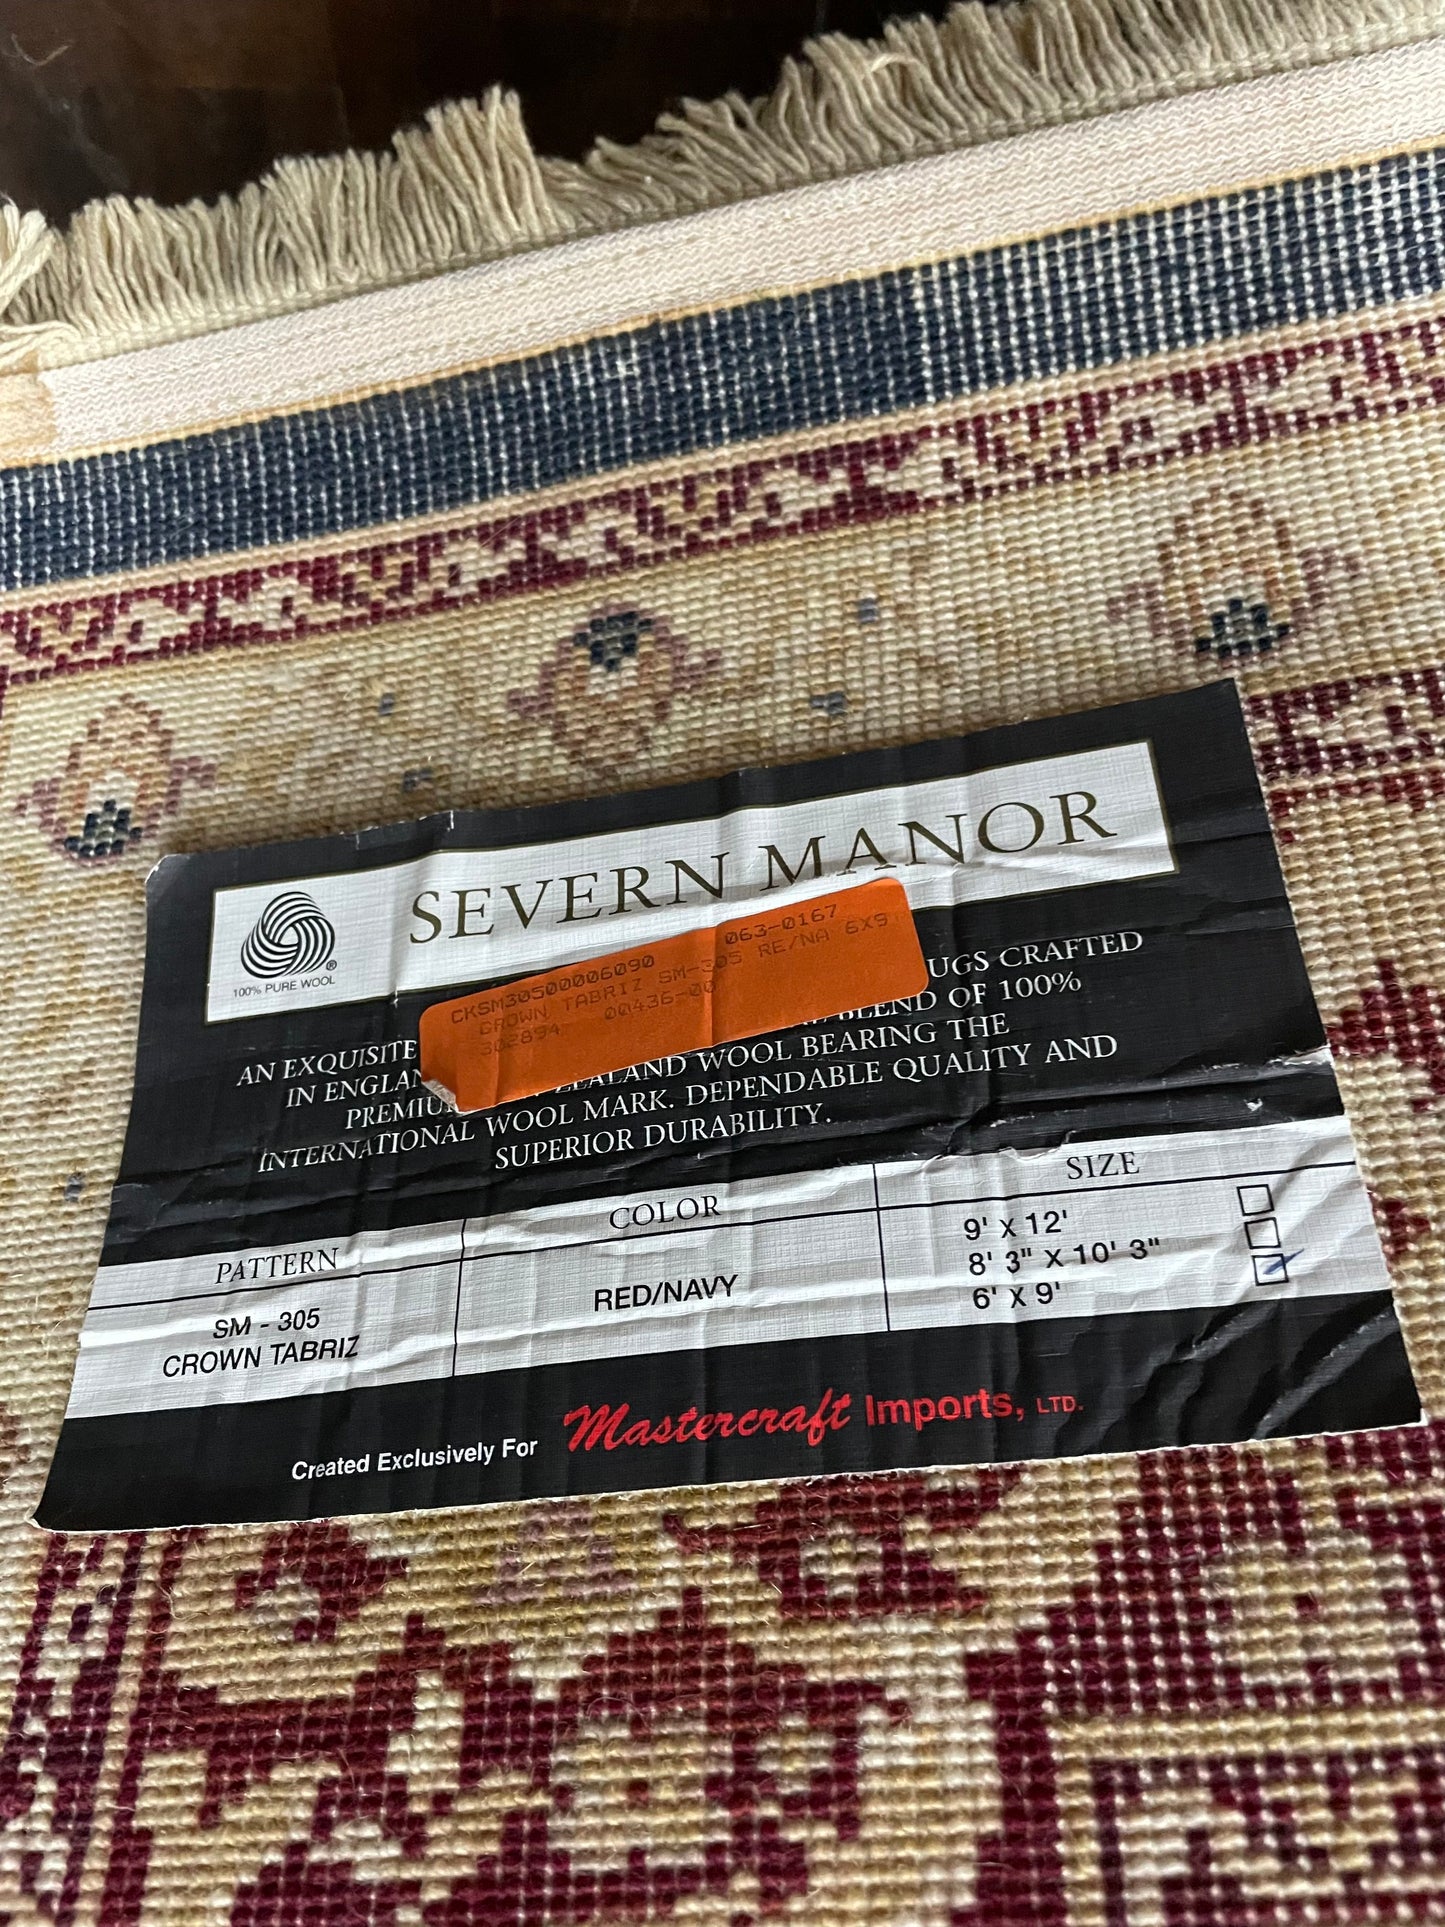 SEVERN MANOR
®
100% PURE WOOL
CKSM30500006090 063-0167
CROWN TABRIZ SM-305 RE/NA 6X9
302894 00436-00
AN EXQUISITE UGS CRAFTED
IN ENGLAN BLEND OF 100%
PREMIU ZEALAND WOOL BEARING THE
INTERNATIONAL WOOL MARK. DEPENDABLE QUALITY AND
SUPERIOR DURABILITY.
PATTERN COLOR SIZE
SM - 305
CROWN TABRIZ
RED/NAVY
9' X 12'
8' 3" X 10' 3"
6' X 9'
Created Exclusively For Mastercraft Imports, LTD.